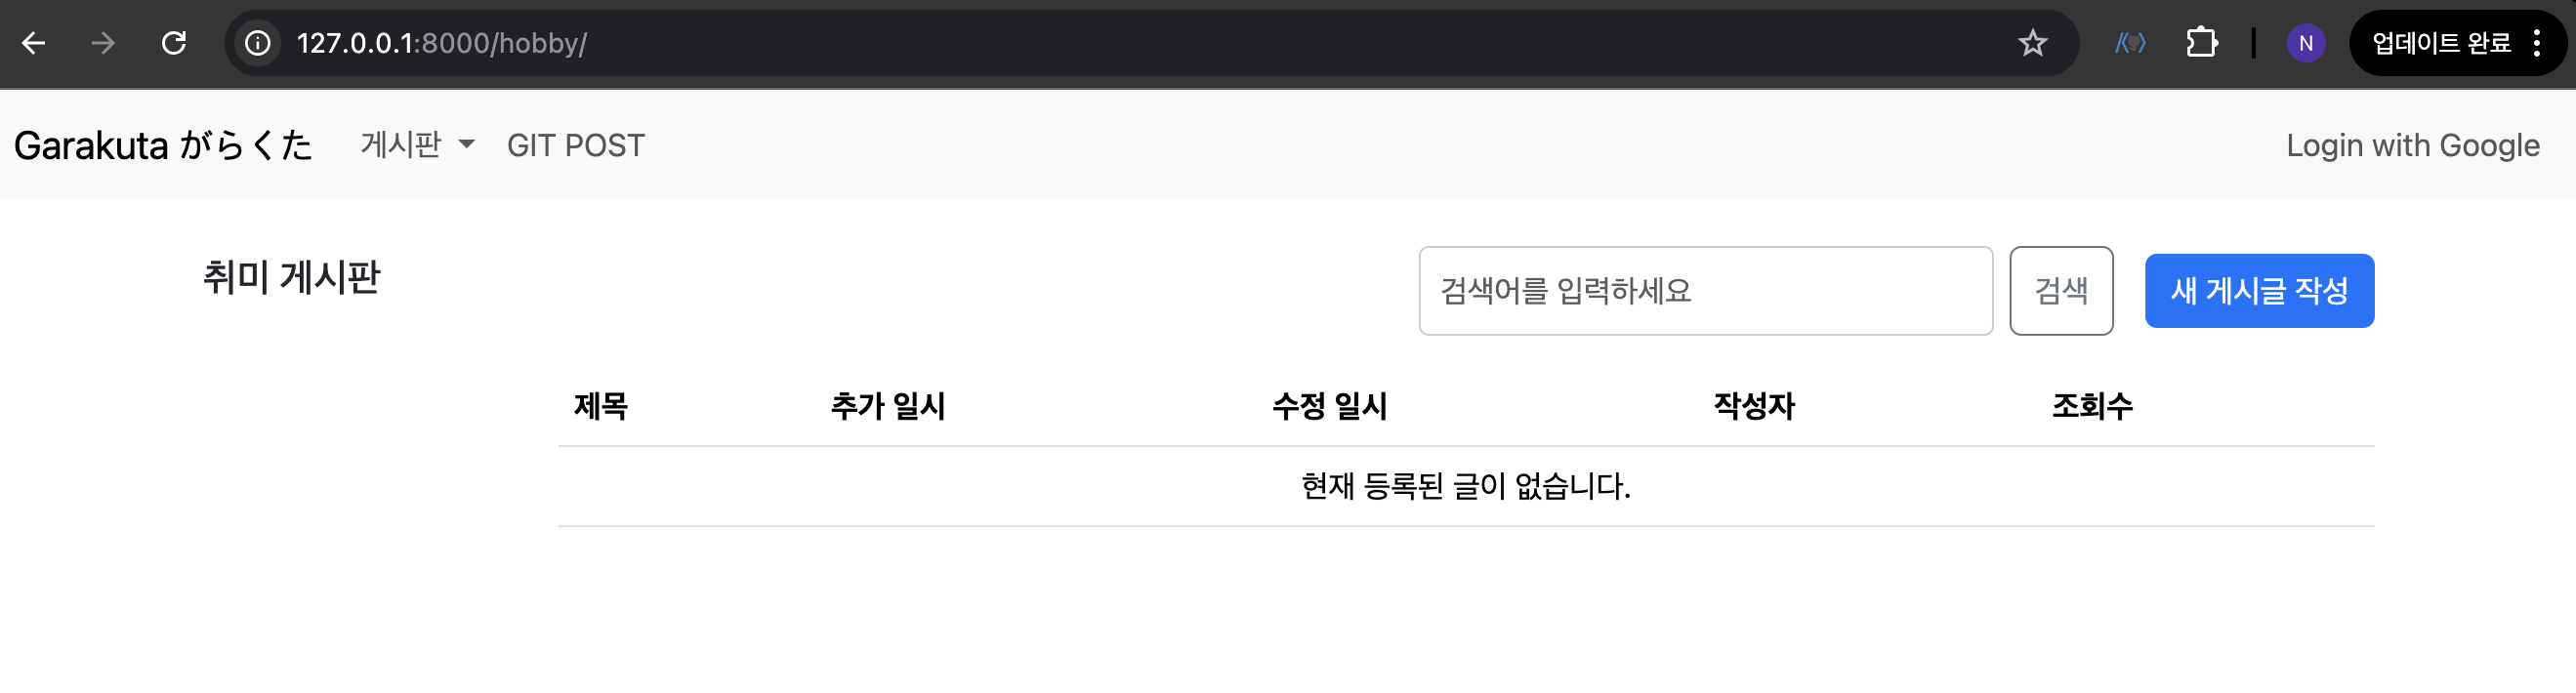 127.0.0.1:8000/hobby/
N
업데이트 완료
Garakuta がらくた 게시판 GIT POST Login with Google
취미 게시판 검색어를 입력하세요 검색 새 게시글 작성
제목 추가 일시 수정 일시 작성자 조회수
현재 등록된 글이 없습니다.